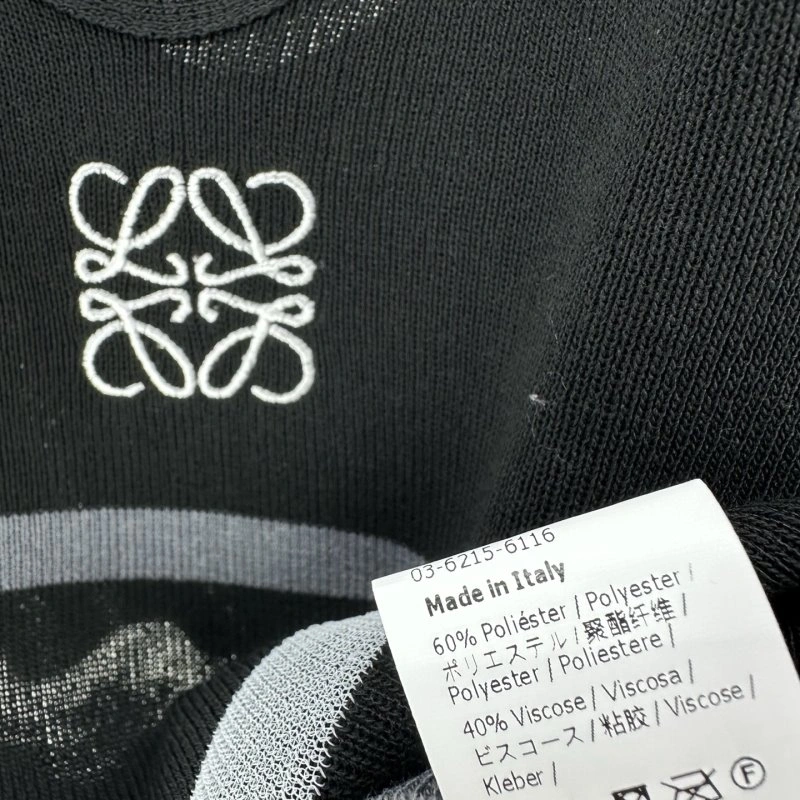 03-6215-6116
Made in Italy
60% Poliéster / Polyester /
ポリエステル / 聚酯纤维 /
Polyester / Poliestere /
40% Viscose / Viscosa /
ビスコース / 粘胶 / Viscose /
Kleber /
F